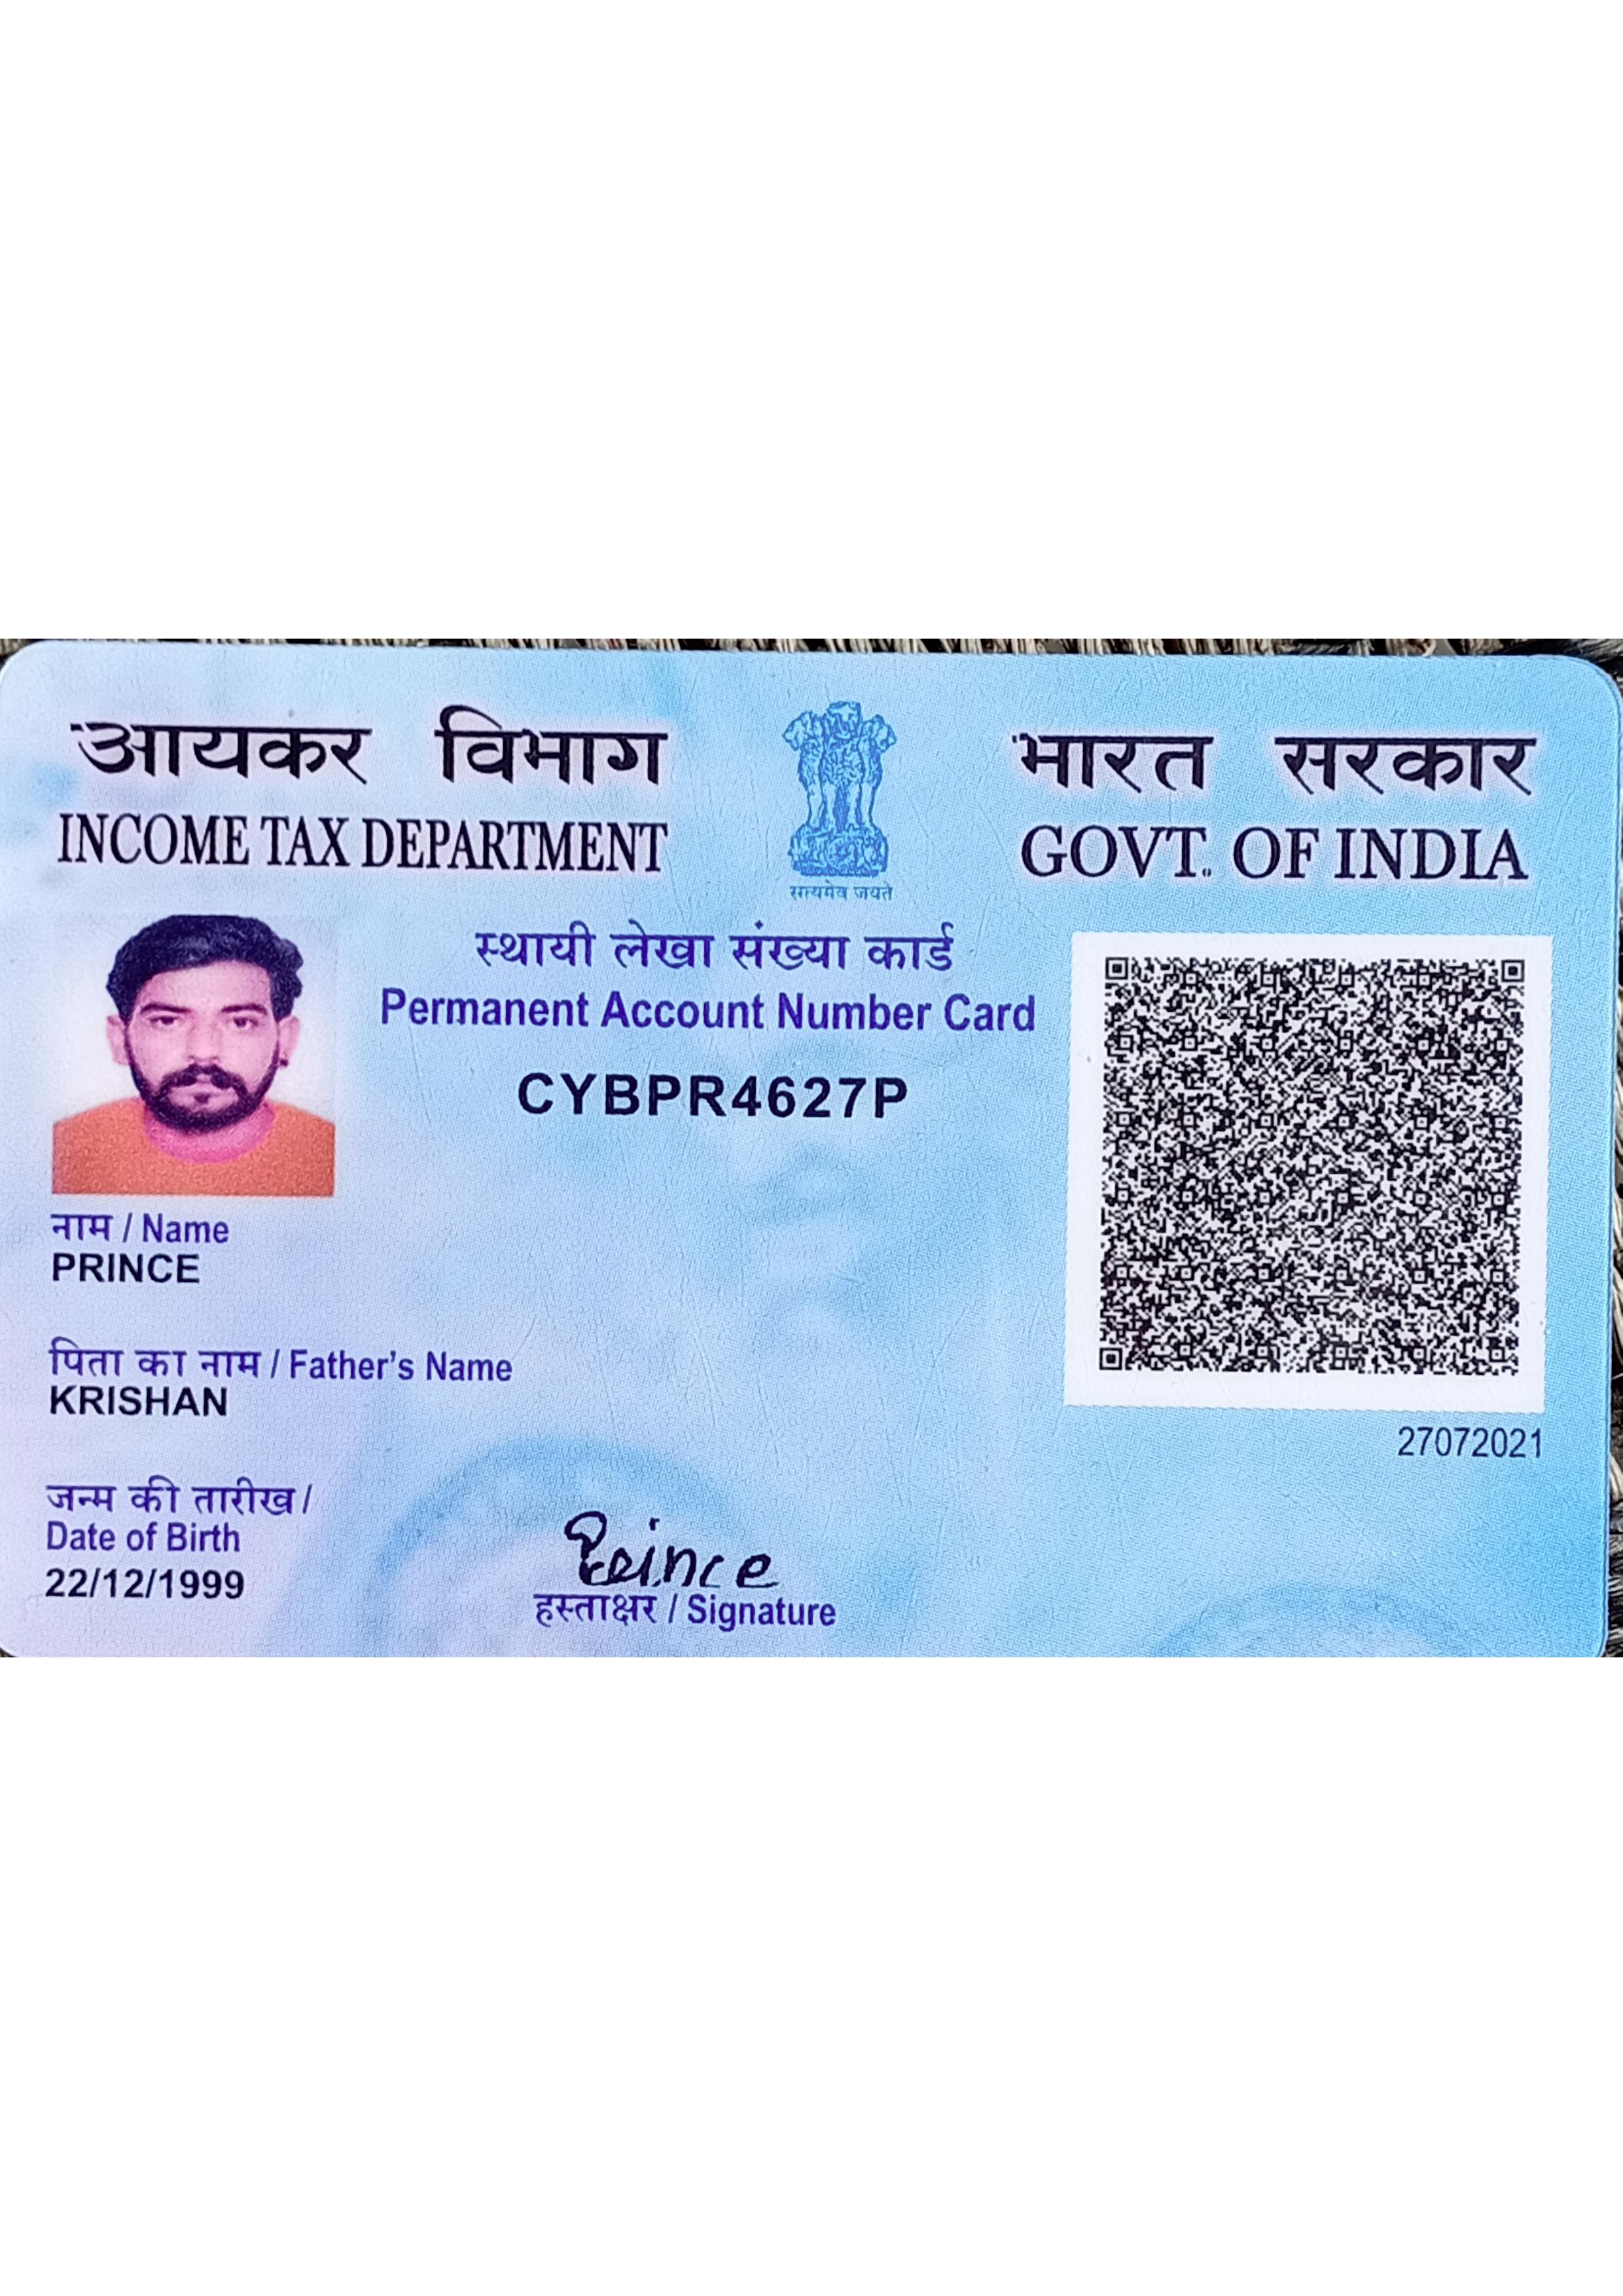 आयकर विभाग
INCOME TAX DEPARTMENT
सत्यमेव जयते
भारत सरकार
GOVT. OF INDIA
स्थायी लेखा संख्या कार्ड
Permanent Account Number Card
CYBPR4627P
नाम / Name
PRINCE
पिता का नाम / Father's Name
KRISHAN
27072021
जन्म की तारीख /
Date of Birth
22/12/1999
Prince
हस्ताक्षर / Signature